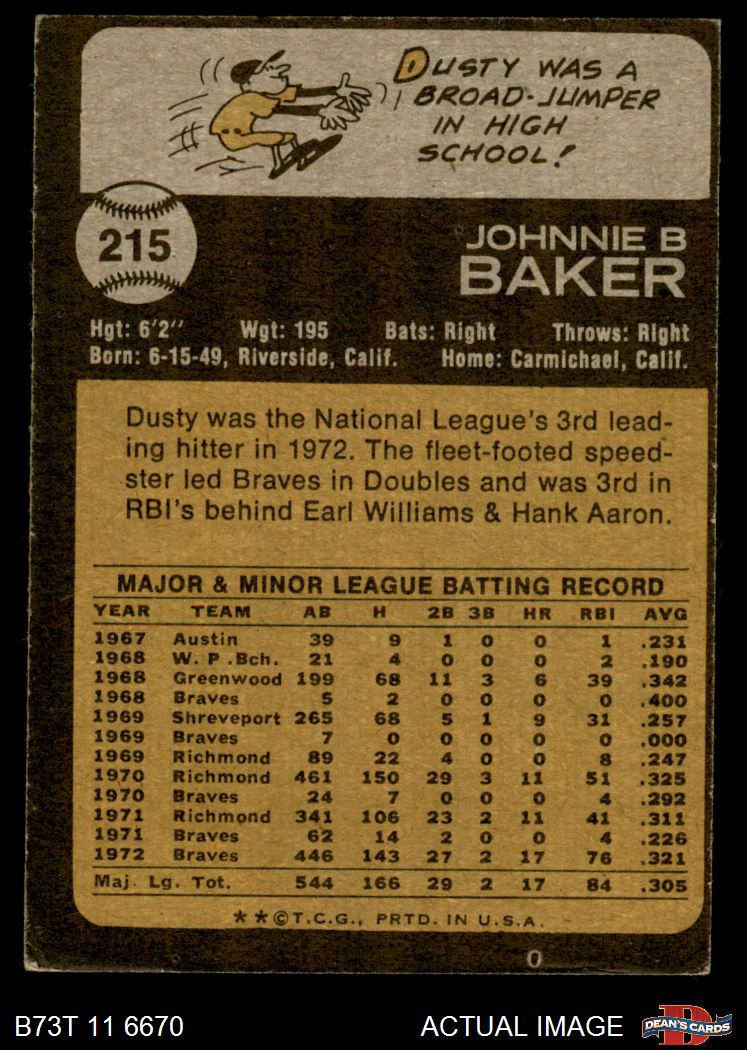 DUSTY WAS A
BROAD-JUMPER
IN HIGH
SCHOOL!
215
JOHNNIE B
BAKER
Hgt: 6'2" Wgt: 195 Bats: Right Throws: Right
Born: 6-15-49, Riverside, Calif. Home: Carmichael, Calif.
Dusty was the National League's 3rd lead-
ing hitter in 1972. The fleet-footed speed-
ster led Braves in Doubles and was 3rd in
RBI's behind Earl Williams & Hank Aaron.
MAJOR & MINOR LEAGUE BATTING RECORD
YEAR TEAM AB H 2B 3B HR RBI AVG
1967 Austin 39 9 1 0 0 1 .231
1968 W. P .Bch. 21 4 0 0 0 2 .190
1968 Greenwood 199 68 11 3 6 39 .342
1968 Braves 5 2 0 0 0 0 .400
1969 Shreveport 265 68 5 1 9 31 .257
1969 Braves 7 0 0 0 0 0 .000
1969 Richmond 89 22 4 0 0 8 .247
1970 Richmond 461 150 29 3 11 51 .325
1970 Braves 24 7 0 0 0 4 .292
1971 Richmond 341 106 23 2 11 41 .311
1971 Braves 62 14 2 0 0 4 .226
1972 Braves 446 143 27 2 17 76 .321
Maj. Lg. Tot. 544 166 29 2 17 84 .305
* * © T.C.G., PRTD. IN U.S.A.
0
B73T 11 6670 ACTUAL IMAGE DEAN'S CARDS